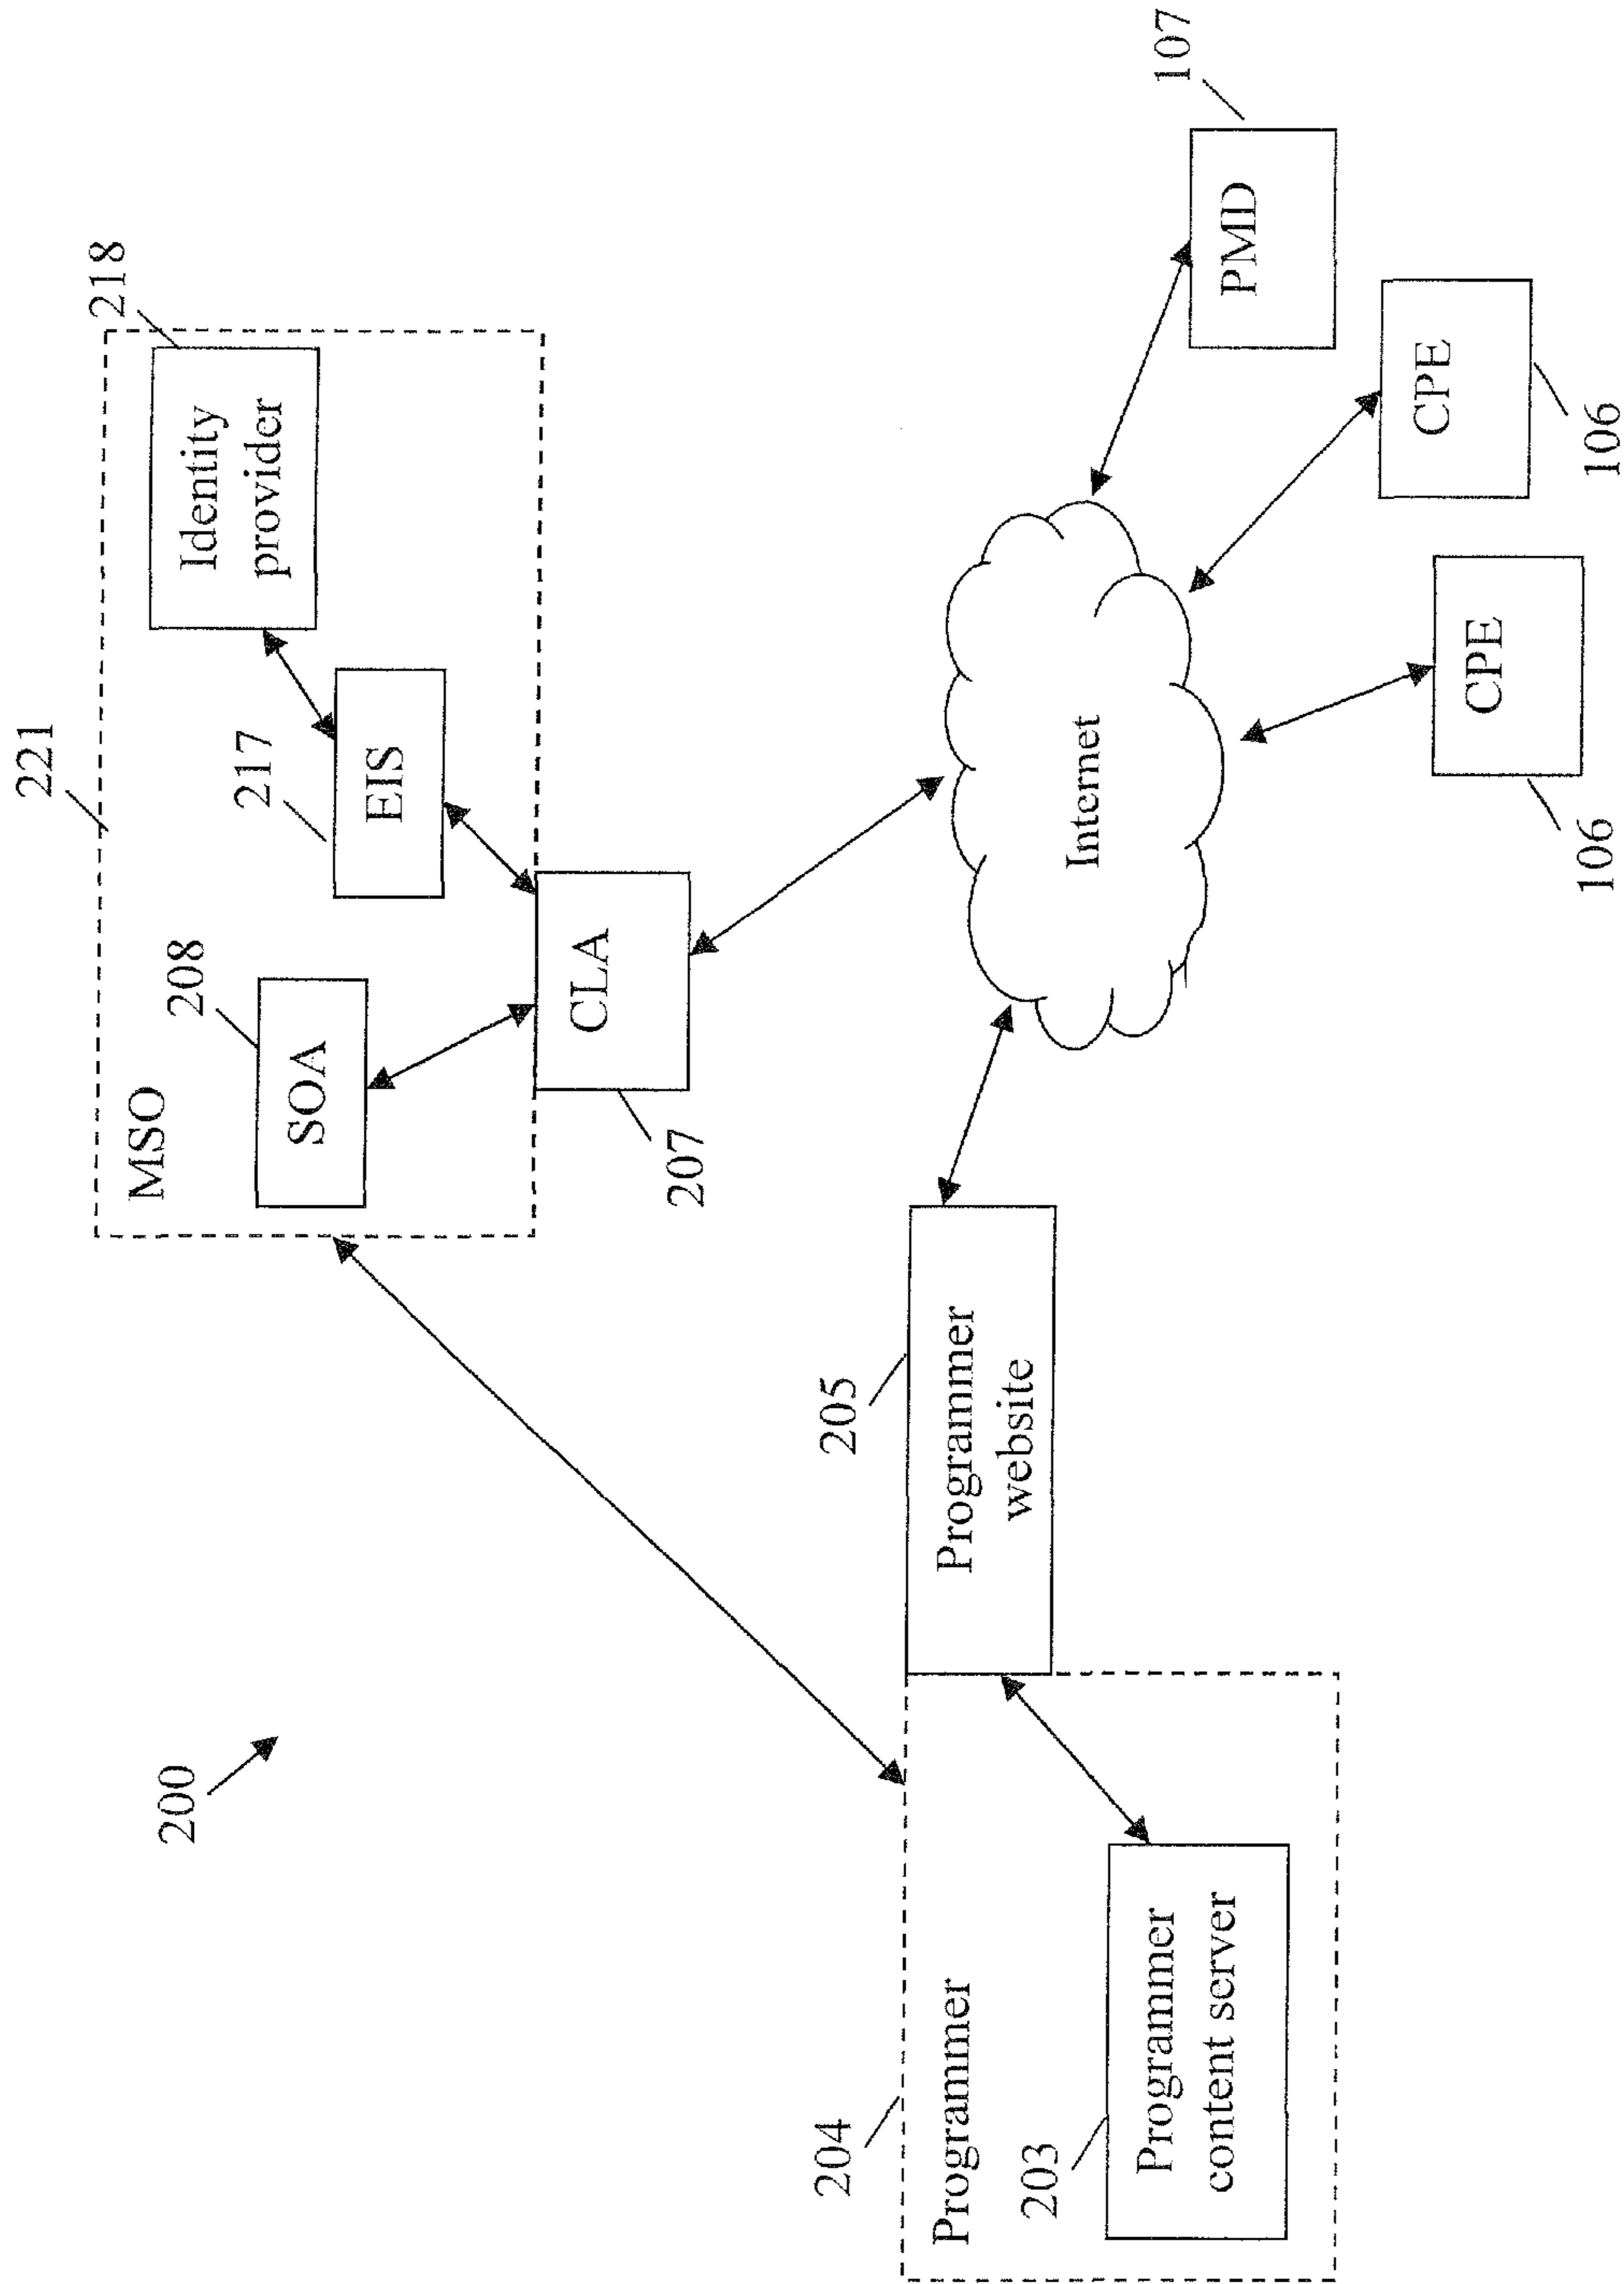 200
221
MSO
SOA
208
EIS
217
Identity
provider
218
CLA
207
Programmer
204
Programmer
content server
203
Programmer
website
205
Internet
PMD
107
CPE
106
CPE
106